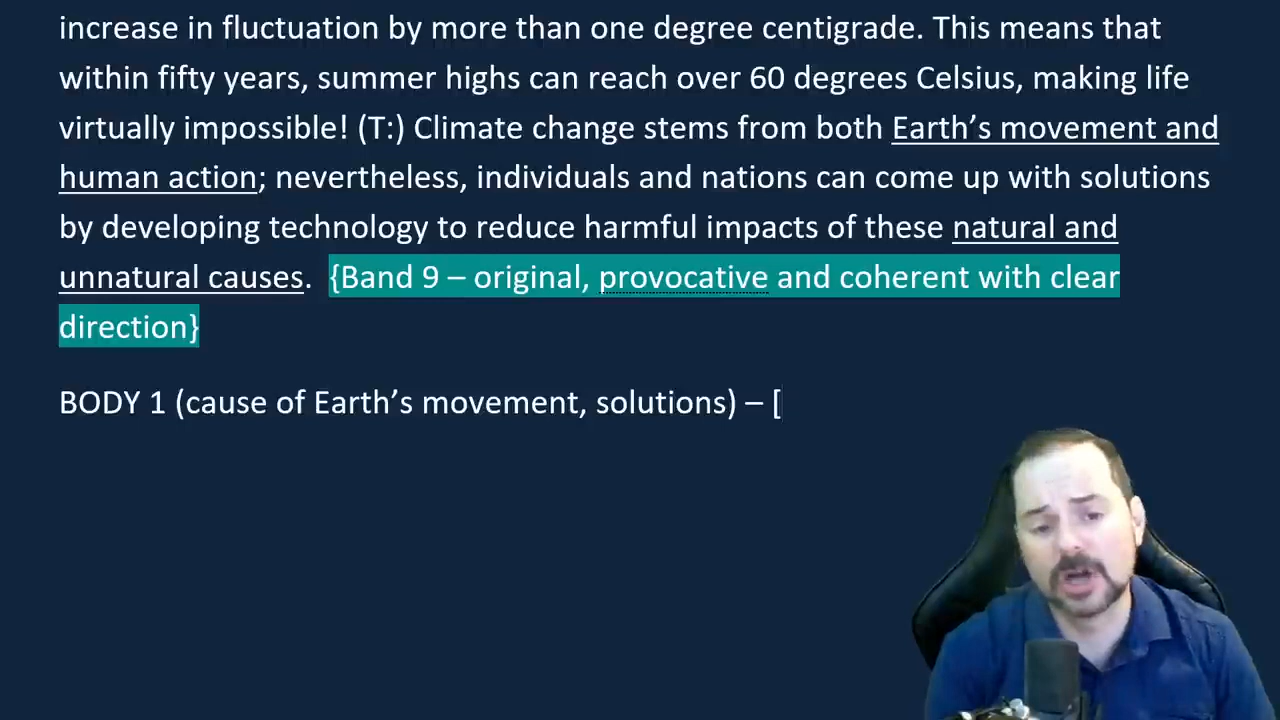 increase in fluctuation by more than one degree centigrade. This means that
within fifty years, summer highs can reach over 60 degrees Celsius, making life
virtually impossible! (T:) Climate change stems from both Earth’s movement and
human action; nevertheless, individuals and nations can come up with solutions
by developing technology to reduce harmful impacts of these natural and
unnatural causes. {Band 9 – original, provocative and coherent with clear
direction}
BODY 1 (cause of Earth’s movement, solutions) – [